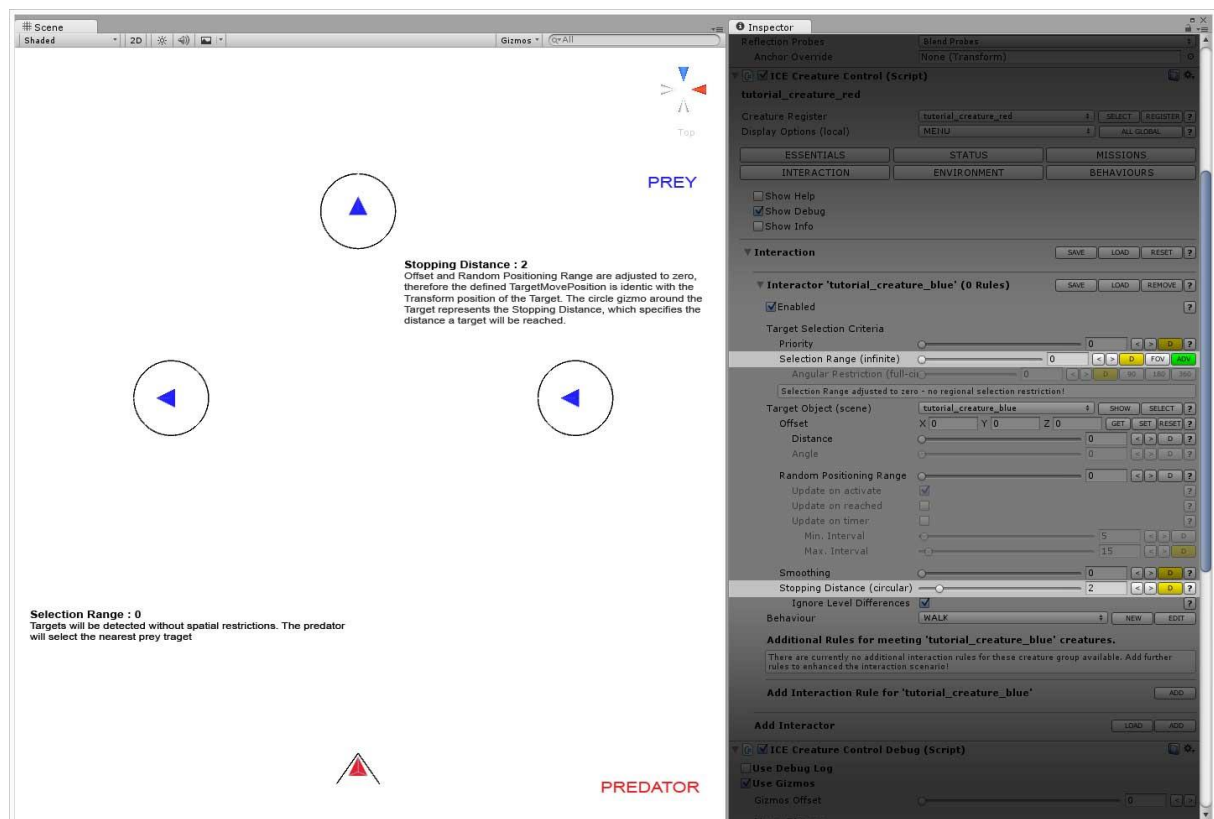 Scene
Shaded
2D
Gizmos
All
Top
PREY
Stopping Distance : 2
Offset and Random Positioning Range are adjusted to zero,
therefore the defined TargetMovePosition is identic with the
Transform position of the Target. The circle gizmo around the
Target represents the Stopping Distance, which specifies the
distance a target will be reached.
Selection Range : 0
Targets will be detected without spatial restrictions. The predator
will select the nearest prey traget
PREDATOR
Inspector
Reflection Probes Blend Probes
Anchor Override None (Transform)
ICE Creature Control (Script)
tutorial_creature_red
Creature Register tutorial_creature_red SELECT REGISTER ?
Display Options (local) MENU ALL GLOBAL ?
ESSENTIALS STATUS MISSIONS
INTERACTION ENVIRONMENT BEHAVIOURS
Show Help
Show Debug
Show Info
Interaction SAVE LOAD RESET ?
Interactor 'tutorial_creature_blue' (0 Rules) SAVE LOAD REMOVE ?
Enabled ?
Target Selection Criteria
Priority 0 < > D ?
Selection Range (infinite) 0 < > D FOV ADV
Angular Restriction (full-ci 0 < > D 90 180 360
Selection Range adjusted to zero - no regional selection restriction!
Target Object (scene) tutorial_creature_blue SHOW SELECT ?
Offset X 0 Y 0 Z 0 GET SET RESET ?
Distance 0 < > D ?
Angle 0 < > D ?
Random Positioning Range 0 < > D ?
Update on activate ?
Update on reached ?
Update on timer ?
Min. Interval 5 < > D
Max. Interval 15 < > D
Smoothing 0 < > D ?
Stopping Distance (circular) 2 < > D ?
Ignore Level Differences ?
Behaviour WALK NEW EDIT
Additional Rules for meeting 'tutorial_creature_blue' creatures.
There are currently no additional interaction rules for these creature group available. Add further
rules to enhanced the interaction scenario!
Add Interaction Rule for 'tutorial_creature_blue' ADD
Add Interactor LOAD ADD
ICE Creature Control Debug (Script)
Use Debug Log
Use Gizmos
Gizmos Offset 0 < >